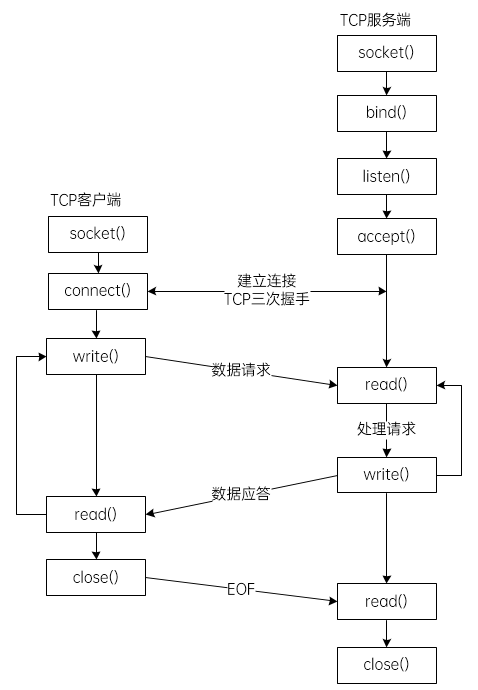 TCP服务端
socket()
bind()
listen()
TCP客户端
socket()
accept()
connect()
建立连接
TCP三次握手
write()
数据请求
read()
处理请求
write()
数据应答
read()
close()
EOF
read()
close()